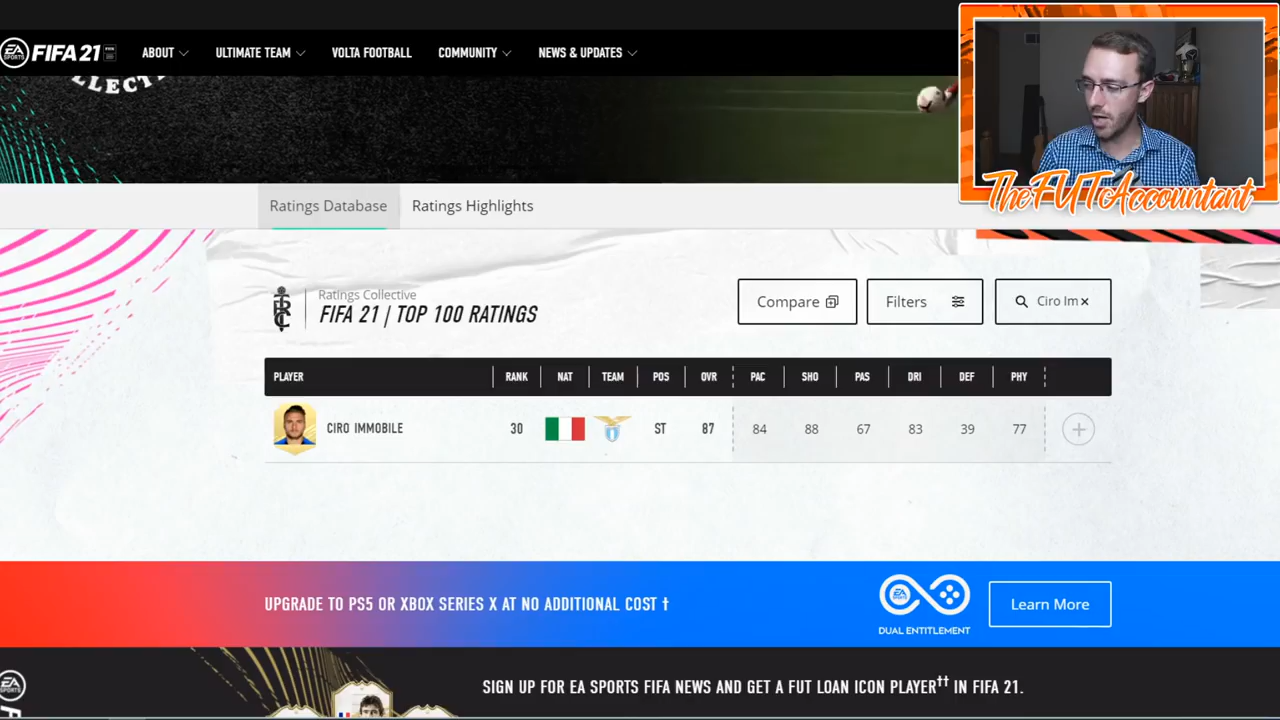 EA SPORTS FIFA 21 ABOUT ULTIMATE TEAM VOLTA FOOTBALL COMMUNITY NEWS & UPDATES
LLECTI
TheFUTAccountant
Ratings Database Ratings Highlights
Ratings Collective
FIFA 21 | TOP 100 RATINGS
Compare Filters Ciro Im ×
PLAYER RANK NAT TEAM POS OVR PAC SHO PAS DRI DEF PHY
CIRO IMMOBILE 30 ST 87 84 88 67 83 39 77
UPGRADE TO PS5 OR XBOX SERIES X AT NO ADDITIONAL COST †
DUAL ENTITLEMENT
Learn More
SIGN UP FOR EA SPORTS FIFA NEWS AND GET A FUT LOAN ICON PLAYER†† IN FIFA 21.